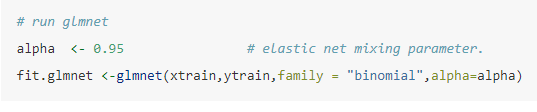 # run glmnet
alpha  <- 0.95                # elastic net mixing parameter.
fit.glmnet <-glmnet(xtrain,ytrain,family = "binomial",alpha=alpha)